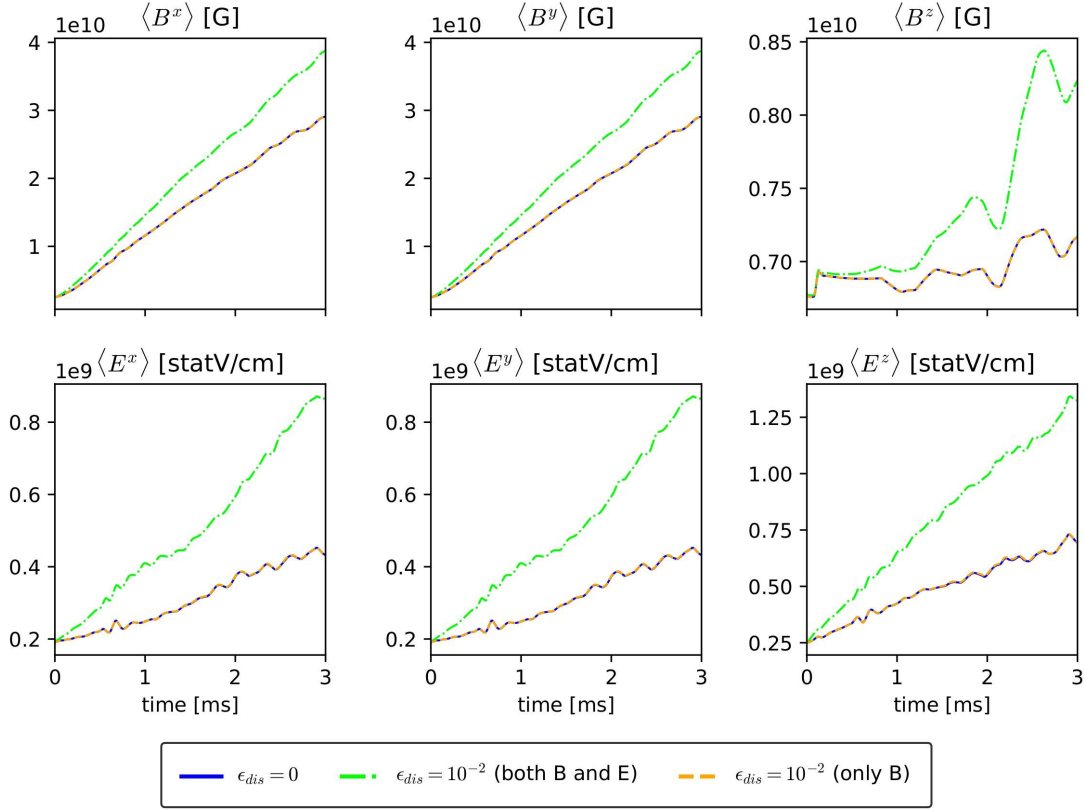 ⟨B^x⟩ [G]
1e10
4
3
2
1
⟨B^y⟩ [G]
1e10
4
3
2
1
⟨B^z⟩ [G]
1e10
0.85
0.80
0.75
0.70
⟨E^x⟩ [statV/cm]
1e9
0.8
0.6
0.4
0.2
0 1 2 3
time [ms]
⟨E^y⟩ [statV/cm]
1e9
0.8
0.6
0.4
0.2
0 1 2 3
time [ms]
⟨E^z⟩ [statV/cm]
1e9
1.25
1.00
0.75
0.50
0.25
0 1 2 3
time [ms]
ϵ_dis = 0
ϵ_dis = 10^−2 (both B and E)
ϵ_dis = 10^−2 (only B)